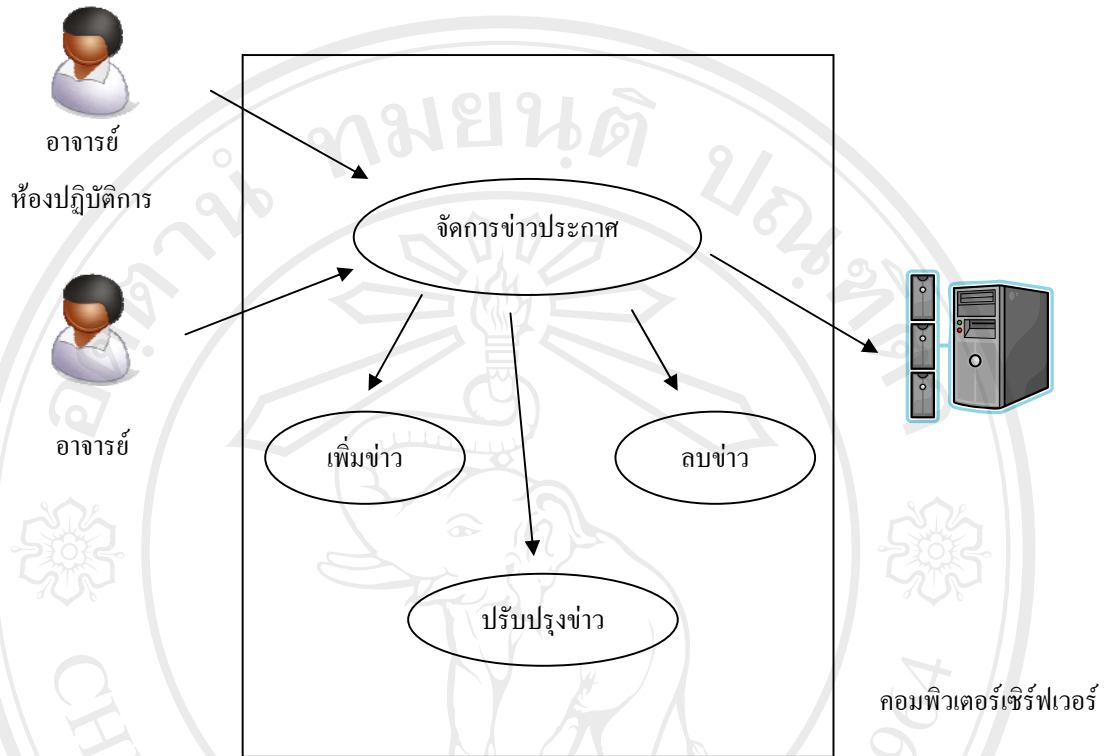 อาจารย์
ห้องปฏิบัติการ
จัดการข่าวประกาศ
อาจารย์
เพิ่มข่าว
ลบข่าว
ปรับปรุงข่าว
คอมพิวเตอร์เซิร์ฟเวอร์